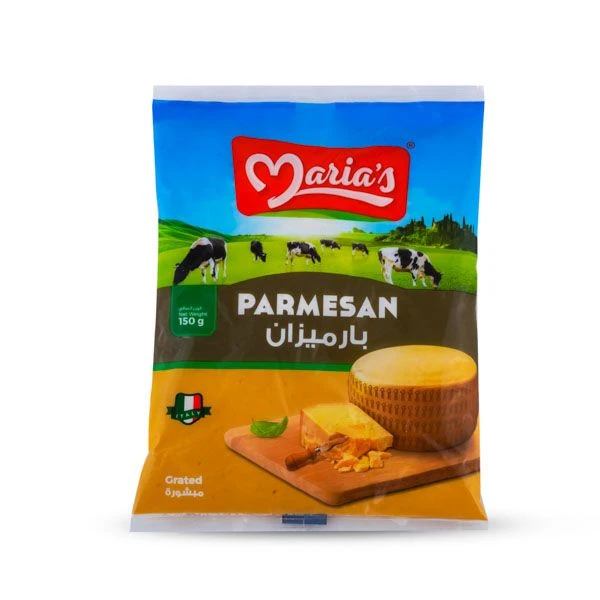 Maria's
®
PARMESAN
بارميزان
الوزن الصافي
Net Weight
150 g
ITALY
Grated
مبشورة